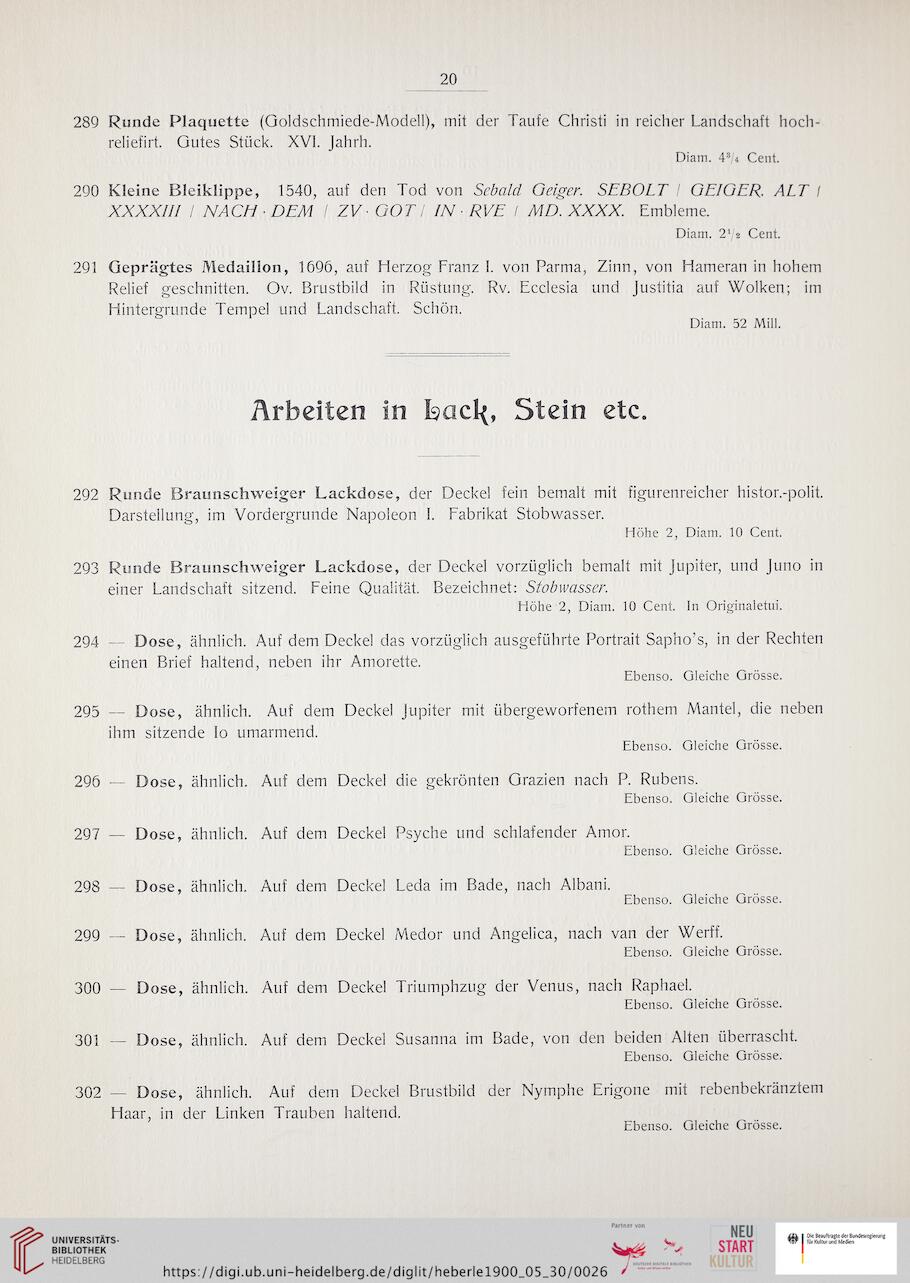 20
289 Runde Plaquette (Goldschmiede-Modell), mit der Taufe Christi in reicher Landschaft hoch-
reliefirt. Gutes Stück. XVI. Jahrh.
Diam. 4³/₄ Cent.
290 Kleine Bleiklippe, 1540, auf den Tod von Sebald Geiger. SEBOLT / GEIGER. ALT /
XXXXIII / NACH · DEM / ZV · GOT / IN · RVE / MD. XXXX. Embleme.
Diam. 2¹/₂ Cent.
291 Geprägtes Medaillon, 1696, auf Herzog Franz I. von Parma, Zinn, von Hameran in hohem
Relief geschnitten. Ov. Brustbild in Rüstung. Rv. Ecclesia und Justitia auf Wolken; im
Hintergrunde Tempel und Landschaft. Schön.
Diam. 52 Mill.
Arbeiten in Lack, Stein etc.
292 Runde Braunschweiger Lackdose, der Deckel fein bemalt mit figurenreicher histor.-polit.
Darstellung, im Vordergrunde Napoleon I. Fabrikat Stobwasser.
Höhe 2, Diam. 10 Cent.
293 Runde Braunschweiger Lackdose, der Deckel vorzüglich bemalt mit Jupiter, und Juno in
einer Landschaft sitzend. Feine Qualität. Bezeichnet: Stobwasser.
Höhe 2, Diam. 10 Cent. In Originaletui.
294 — Dose, ähnlich. Auf dem Deckel das vorzüglich ausgeführte Portrait Sapho's, in der Rechten
einen Brief haltend, neben ihr Amorette.
Ebenso. Gleiche Grösse.
295 — Dose, ähnlich. Auf dem Deckel Jupiter mit übergeworfenem rothem Mantel, die neben
ihm sitzende Io umarmend.
Ebenso. Gleiche Grösse.
296 — Dose, ähnlich. Auf dem Deckel die gekrönten Grazien nach P. Rubens.
Ebenso. Gleiche Grösse.
297 — Dose, ähnlich. Auf dem Deckel Psyche und schlafender Amor.
Ebenso. Gleiche Grösse.
298 — Dose, ähnlich. Auf dem Deckel Leda im Bade, nach Albani.
Ebenso. Gleiche Grösse.
299 — Dose, ähnlich. Auf dem Deckel Medor und Angelica, nach van der Werff.
Ebenso. Gleiche Grösse.
300 — Dose, ähnlich. Auf dem Deckel Triumphzug der Venus, nach Raphael.
Ebenso. Gleiche Grösse.
301 — Dose, ähnlich. Auf dem Deckel Susanna im Bade, von den beiden Alten überrascht.
Ebenso. Gleiche Grösse.
302 — Dose, ähnlich. Auf dem Deckel Brustbild der Nymphe Erigone mit rebenbekränztem
Haar, in der Linken Trauben haltend.
Ebenso. Gleiche Grösse.
UNIVERSITÄTS-
BIBLIOTHEK
HEIDELBERG
https://digi.ub.uni-heidelberg.de/diglit/heberle1900_05_30/0026
Partner von
DEUTSCHE DIGITALE BIBLIOTHEK
NEU
START
KULTUR
Die Beauftragte der Bundesregierung
für Kultur und Medien